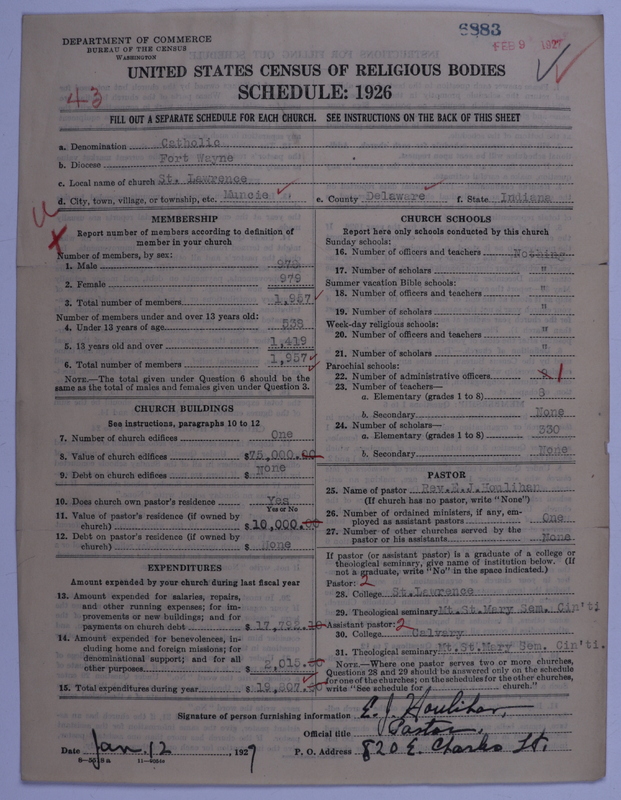 6883
FEB 9 1927
DEPARTMENT OF COMMERCE
BUREAU OF THE CENSUS
WASHINGTON
UNITED STATES CENSUS OF RELIGIOUS BODIES
SCHEDULE: 1926
43
FILL OUT A SEPARATE SCHEDULE FOR EACH CHURCH. SEE INSTRUCTIONS ON THE BACK OF THIS SHEET
a. Denomination Catholic
b. Diocese Fort Wayne
c. Local name of church St. Lawrence
d. City, town, village, or township, etc. Muncie e. County Delaware f. State Indiana
MEMBERSHIP
Report number of members according to definition of
member in your church
Number of members, by sex:
1. Male 978
2. Female 979
3. Total number of members 1,957
Number of members under and over 13 years old:
4. Under 13 years of age 538
5. 13 years old and over 1,419
6. Total number of members 1,957
NOTE.—The total given under Question 6 should be the
same as the total of males and females given under Question 3.
CHURCH BUILDINGS
See instructions, paragraphs 10 to 12
7. Number of church edifices One
8. Value of church edifices $75,000.00
9. Debt on church edifices $ None
10. Does church own pastor's residence Yes
Yes or No
11. Value of pastor's residence (if owned by
church) $10,000.00
12. Debt on pastor's residence (if owned by
church) $ None
EXPENDITURES
Amount expended by your church during last fiscal year
13. Amount expended for salaries, repairs,
and other running expenses; for im-
provements or new buildings; and for
payments on church debt $ 17,792.10
14. Amount expended for benevolences, in-
cluding home and foreign missions; for
denominational support; and for all
other purposes $ 2,015.
15. Total expenditures during year $ 19,807.
CHURCH SCHOOLS
Report here only schools conducted by this church
Sunday schools:
16. Number of officers and teachers Nothing
17. Number of scholars "
Summer vacation Bible schools:
18. Number of officers and teachers "
19. Number of scholars "
Week-day religious schools:
20. Number of officers and teachers "
21. Number of scholars "
Parochial schools:
22. Number of administrative officers 1
23. Number of teachers—
a. Elementary (grades 1 to 8) 8
b. Secondary None
24. Number of scholars—
a. Elementary (grades 1 to 8) 330
b. Secondary None
PASTOR
25. Name of pastor Rev. E.J.Houlihan
(If church has no pastor, write "None")
26. Number of ordained ministers, if any, em-
ployed as assistant pastors One
27. Number of other churches served by the
pastor or his assistants None
If pastor (or assistant pastor) is a graduate of a college or
theological seminary, give name of institution below. (If
not a graduate, write "No" in the space indicated.)
Pastor: 2
28. College St.Lawrence
29. Theological seminary Mt.St.Mary Sem. Cin'ti
Assistant pastor: 2
30. College Calvary
31. Theological seminary Mt.St.Mary Sem. Cin'ti.
NOTE.—Where one pastor serves two or more churches,
Questions 28 and 29 should be answered only on the schedule
for one of the churches; on the schedules for the other churches,
write "See schedule for church."
Signature of person furnishing information E. J. Houlihan,
Official title Pastor,
Date Jan. 12, 1927 P. O. Address 820 E. Charles St.